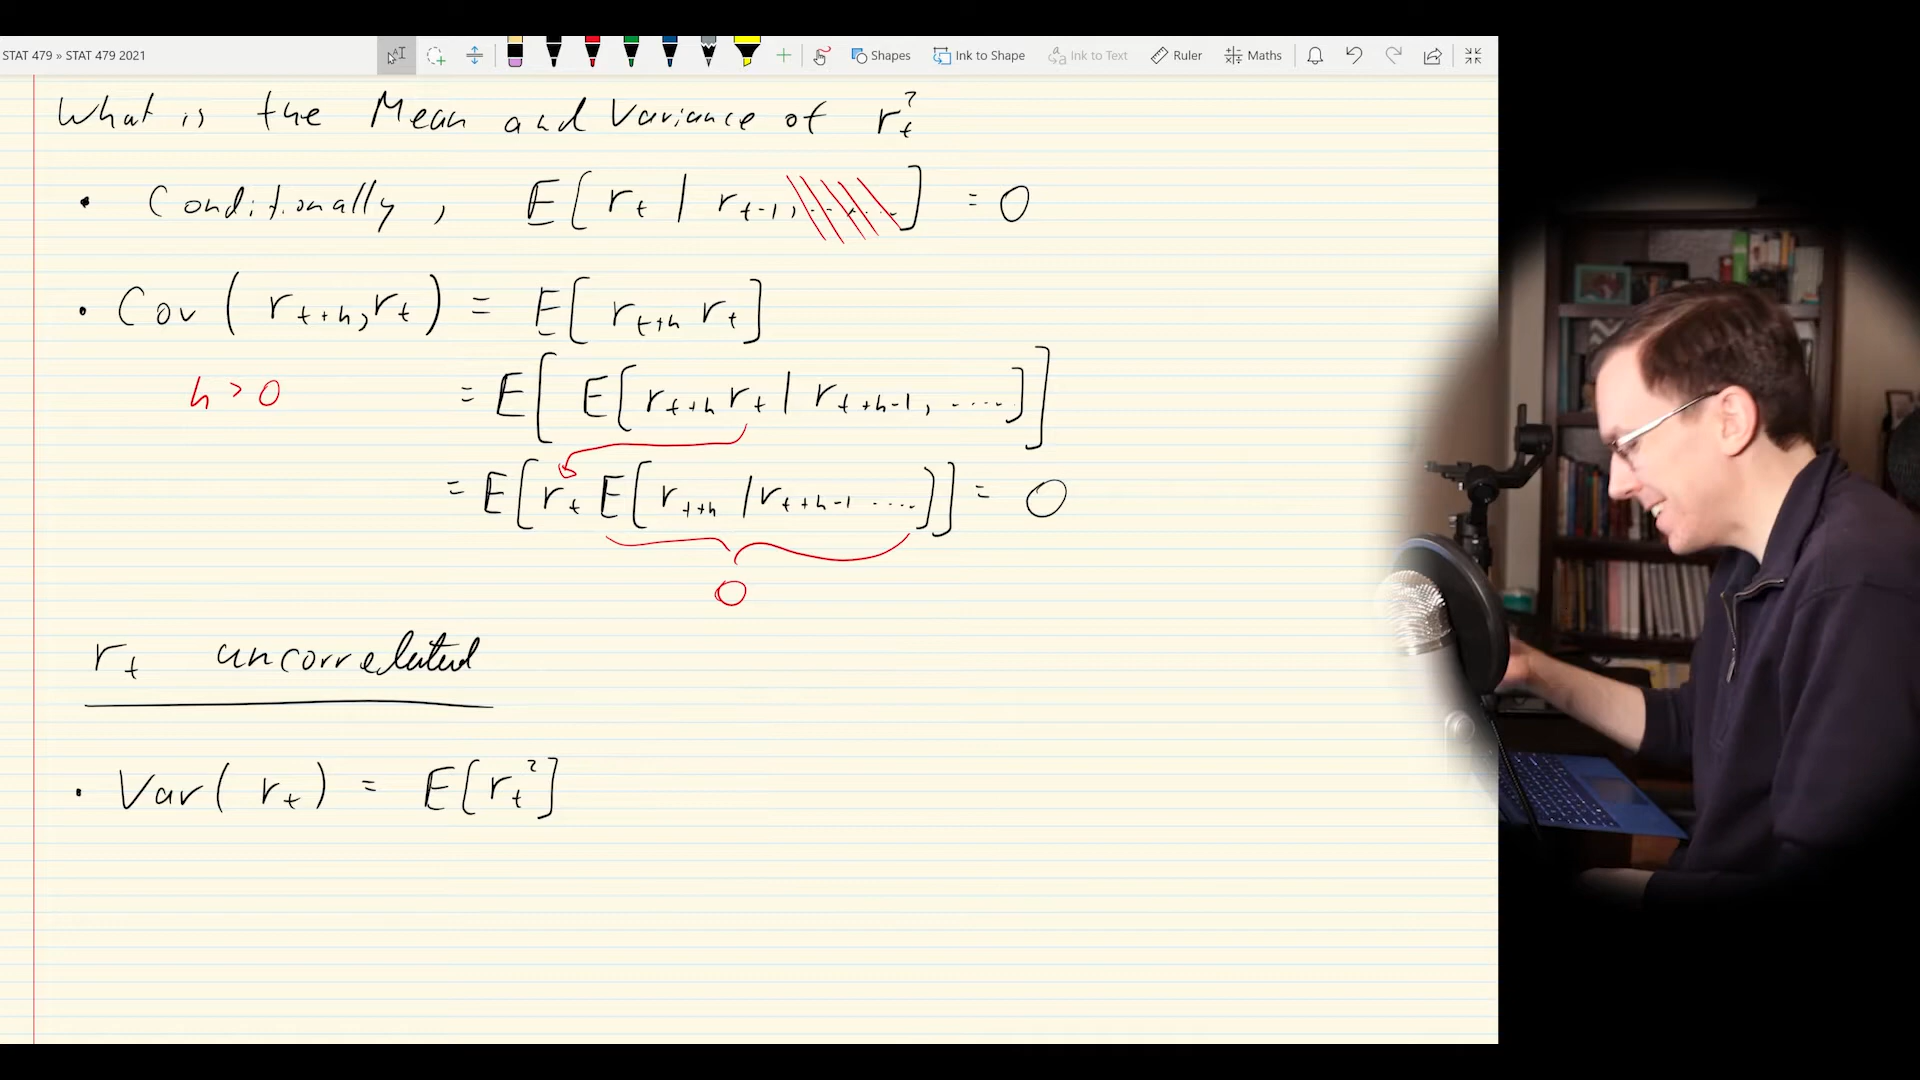 STAT 479 » STAT 479 2021
Shapes Ink to Shape Ink to Text Ruler Maths
What is the Mean and Variance of r_t?
• Conditionally, E[ r_t | r_{t-1}, ..... ] = 0
• Cov( r_{t+h}, r_t ) = E[ r_{t+h} r_t ]
h > 0 = E[ E[ r_{t+h} r_t | r_{t+h-1}, ..... ] ]
= E[ r_t E[ r_{t+h} | r_{t+h-1} ..... ] ] = 0
0
r_t uncorrelated
• Var( r_t ) = E[ r_t^2 ]